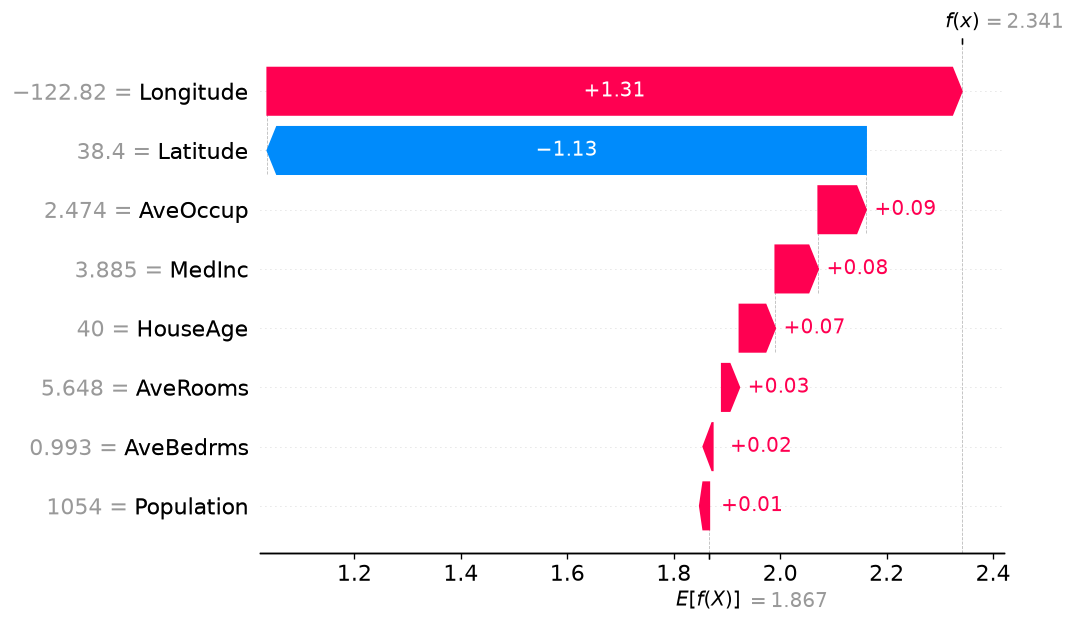 f(x) = 2.341
−122.82 = Longitude +1.31
38.4 = Latitude −1.13
2.474 = AveOccup +0.09
3.885 = MedInc +0.08
40 = HouseAge +0.07
5.648 = AveRooms +0.03
0.993 = AveBedrms +0.02
1054 = Population +0.01
1.2 1.4 1.6 1.8 2.0 2.2 2.4
E[f(X)] = 1.867